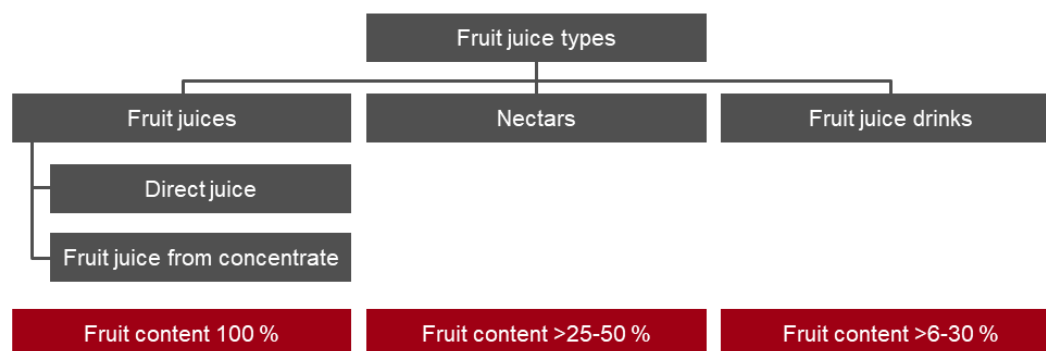 Fruit juice types
Fruit juices
Nectars
Fruit juice drinks
Direct juice
Fruit juice from concentrate
Fruit content 100 %
Fruit content >25-50 %
Fruit content >6-30 %